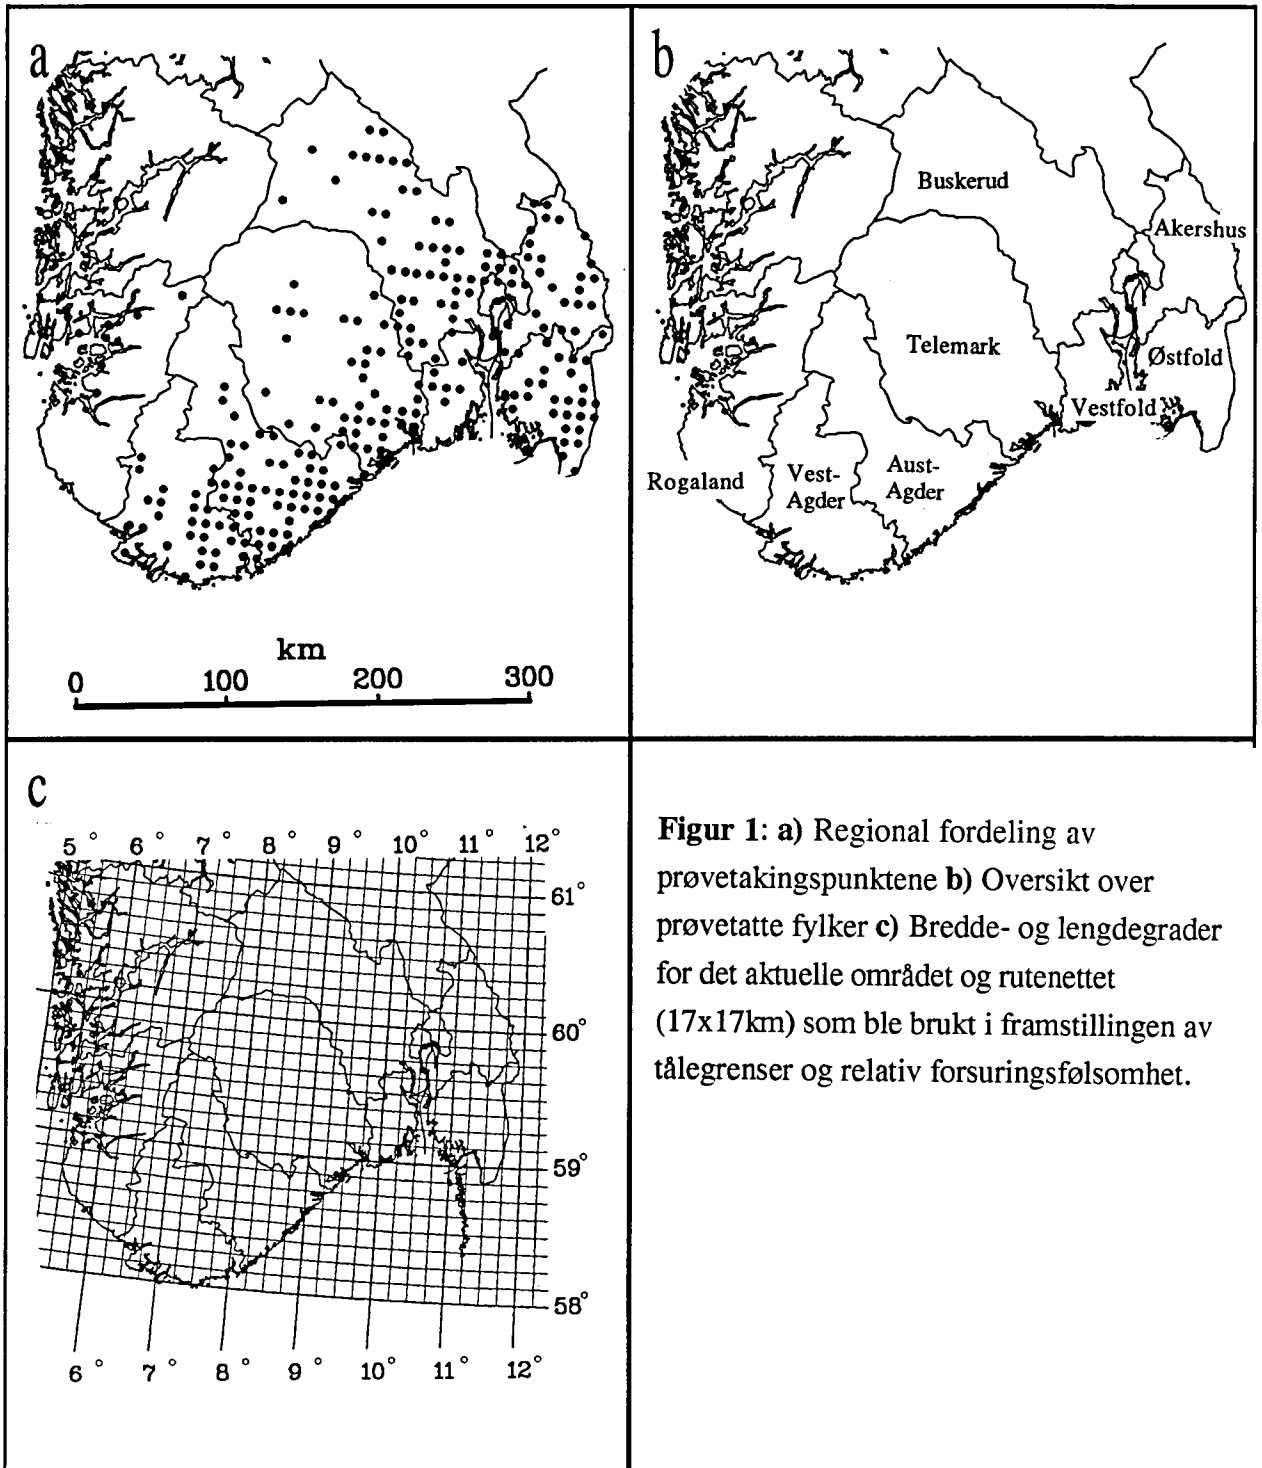 a
km
0 100 200 300
b
Buskerud
Akershus
Telemark
Østfold
Vestfold
Rogaland
Vest-
Agder
Aust-
Agder
c
5° 6° 7° 8° 9° 10° 11° 12°
61°
60°
59°
58°
6° 7° 8° 9° 10° 11° 12°
Figur 1: a) Regional fordeling av
prøvetakingspunktene b) Oversikt over
prøvetatte fylker c) Bredde- og lengdegrader
for det aktuelle området og rutenettet
(17x17km) som ble brukt i framstillingen av
tålegrenser og relativ forsuringsfølsomhet.